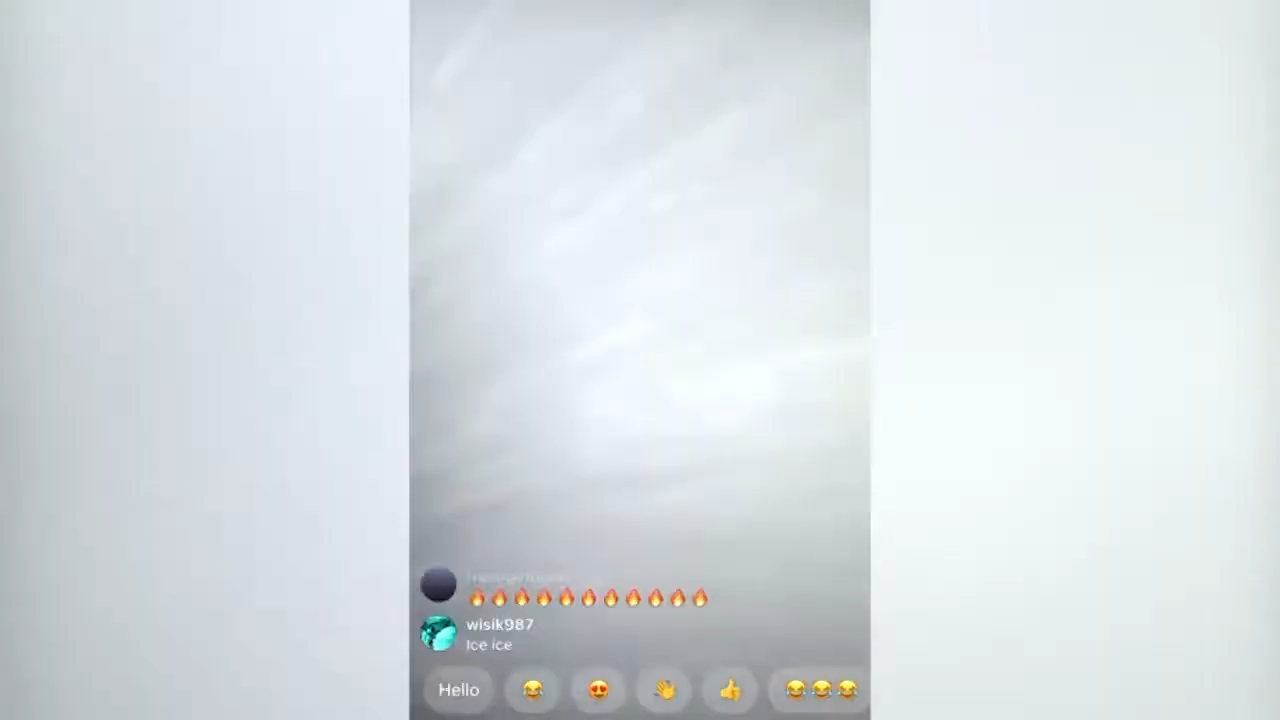 🔥🔥🔥🔥🔥🔥🔥🔥🔥🔥🔥
wisik987
Ice ice
Hello 😂 😍 👋 👍 😂😂😂